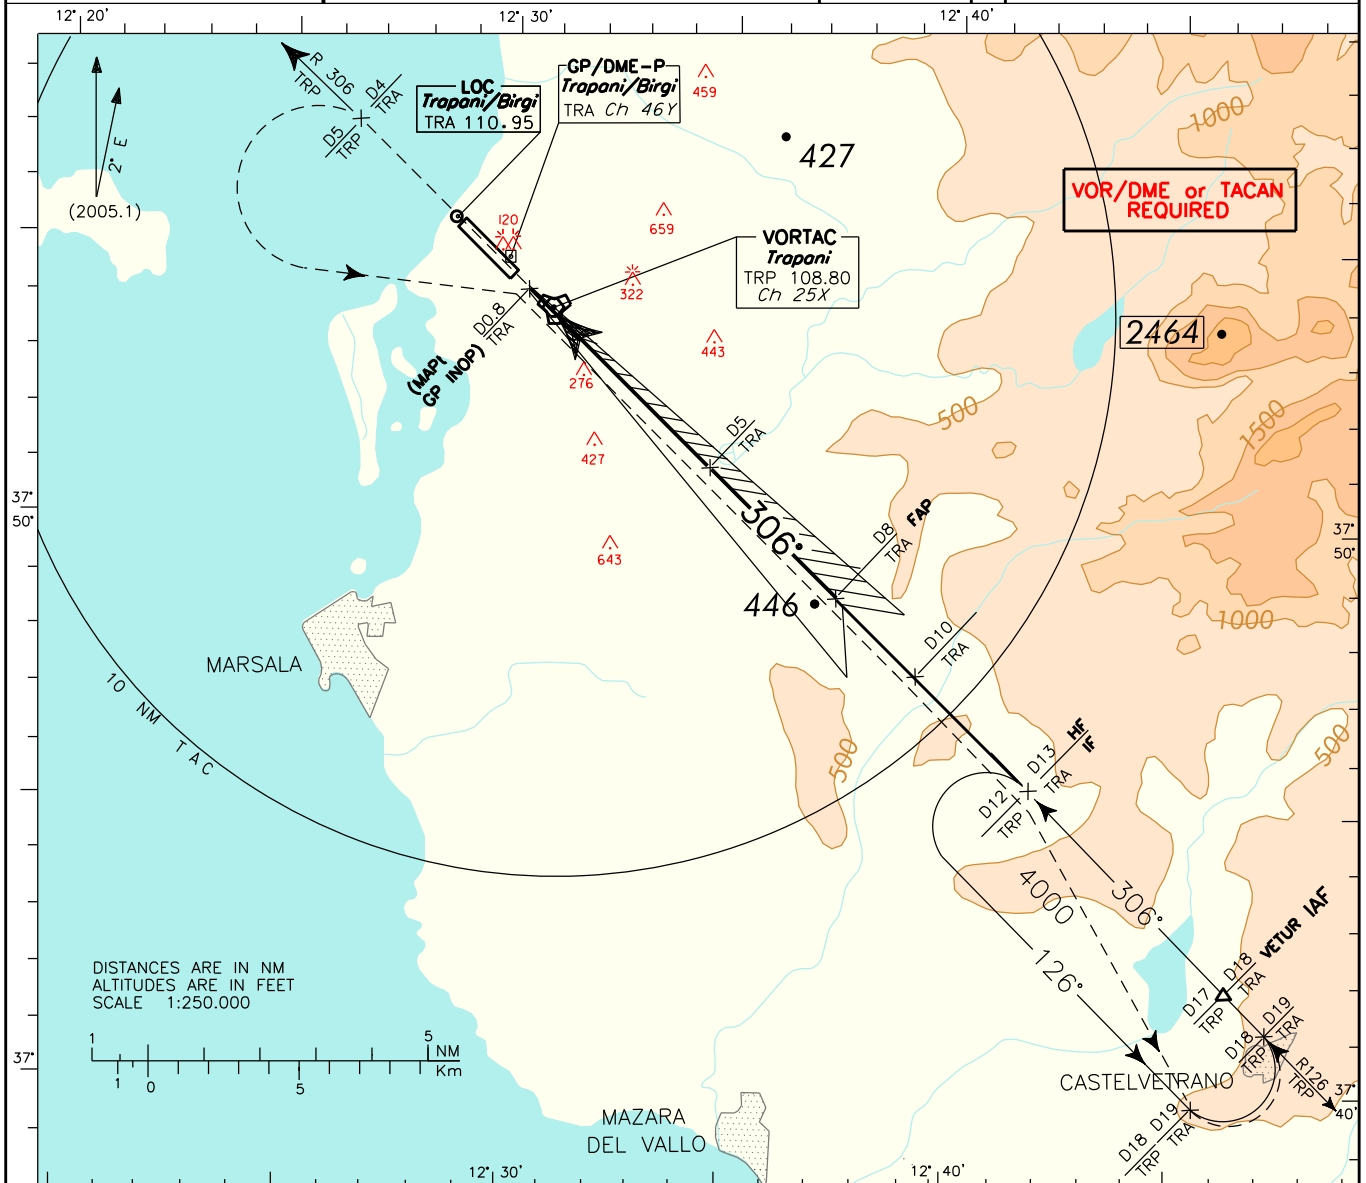 12° 20'
12° 30'
12° 40'
R 306
TRP
D4
TRA
D5
TRP
LOC
Trapani/Birgi
TRA 110.95
GP/DME-P
Trapani/Birgi
TRA Ch 46Y
459
427
1000
2° E
(2005.1)
VOR/DME or TACAN
REQUIRED
120
659
VORTAC
Trapani
TRP 108.80
Ch 25X
322
443
2464
D0.8
TRA
(MAPt
GP INOP)
276
427
D5
TRA
500
1500
37°
50'
306°
D8
TRA
FAP
37°
50'
643
446
1000
D10
TRA
MARSALA
10 NM TAC
500
500
D13
TRA
HF
IF
D12
TRP
4000
306°
126°
D18
TRA
VETUR IAF
D17
TRP
D19
TRA
D18
TRP
R126
TRP
DISTANCES ARE IN NM
ALTITUDES ARE IN FEET
SCALE 1:250.000
1
5
NM
Km
1
0
5
37°
CASTELVETRANO
37°
40'
D19
TRA
D18
TRP
MAZARA
DEL VALLO
12° 30'
12° 40'